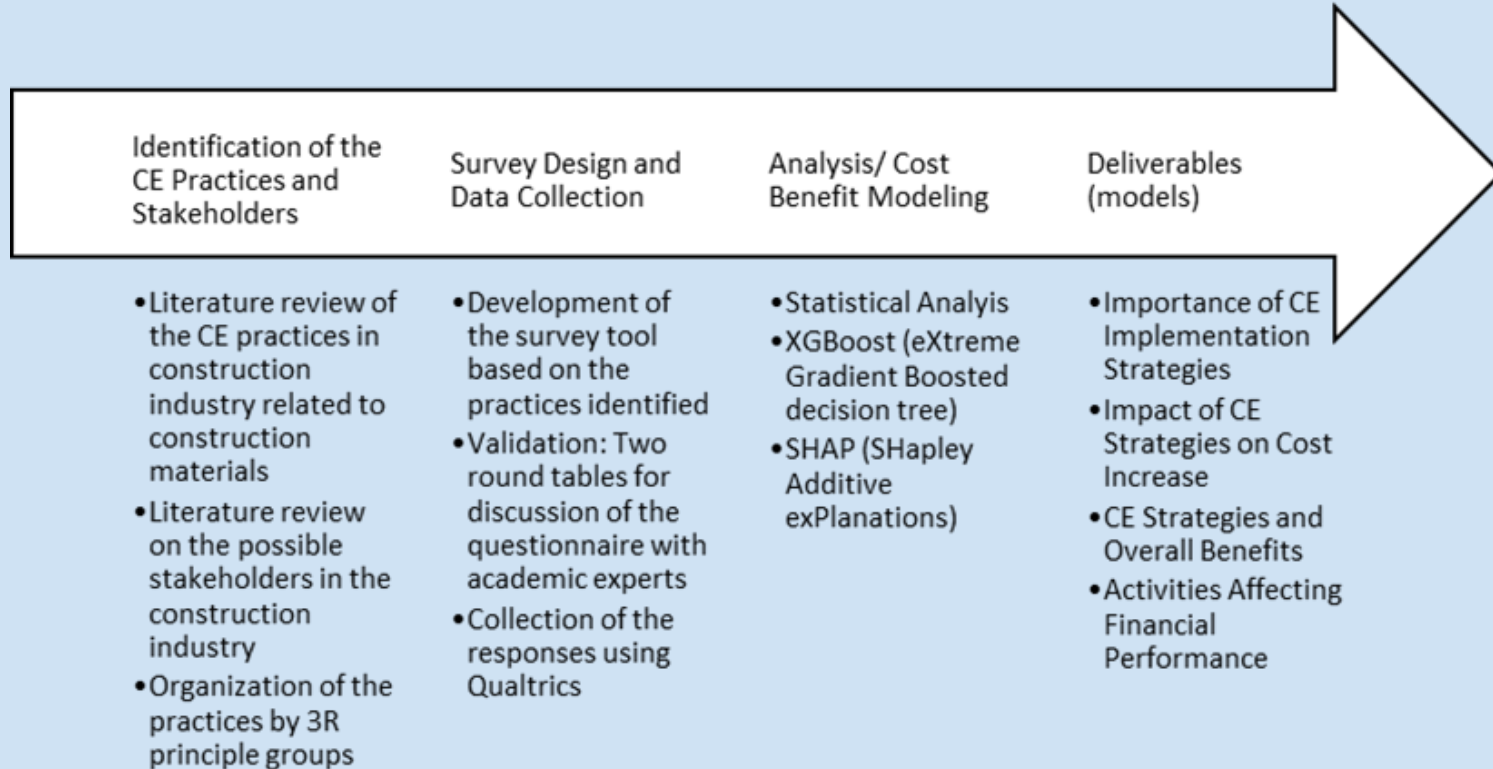 Identification of the
CE Practices and
Stakeholders
Survey Design and
Data Collection
Analysis/ Cost
Benefit Modeling
Deliverables
(models)
•Literature review of
the CE practices in
construction
industry related to
construction
materials
•Literature review
on the possible
stakeholders in the
construction
industry
•Organization of the
practices by 3R
principle groups
•Development of
the survey tool
based on the
practices identified
•Validation: Two
round tables for
discussion of the
questionnaire with
academic experts
•Collection of the
responses using
Qualtrics
•Statistical Analyis
•XGBoost (eXtreme
Gradient Boosted
decision tree)
•SHAP (SHapley
Additive
exPlanations)
•Importance of CE
Implementation
Strategies
•Impact of CE
Strategies on Cost
Increase
•CE Strategies and
Overall Benefits
•Activities Affecting
Financial
Performance